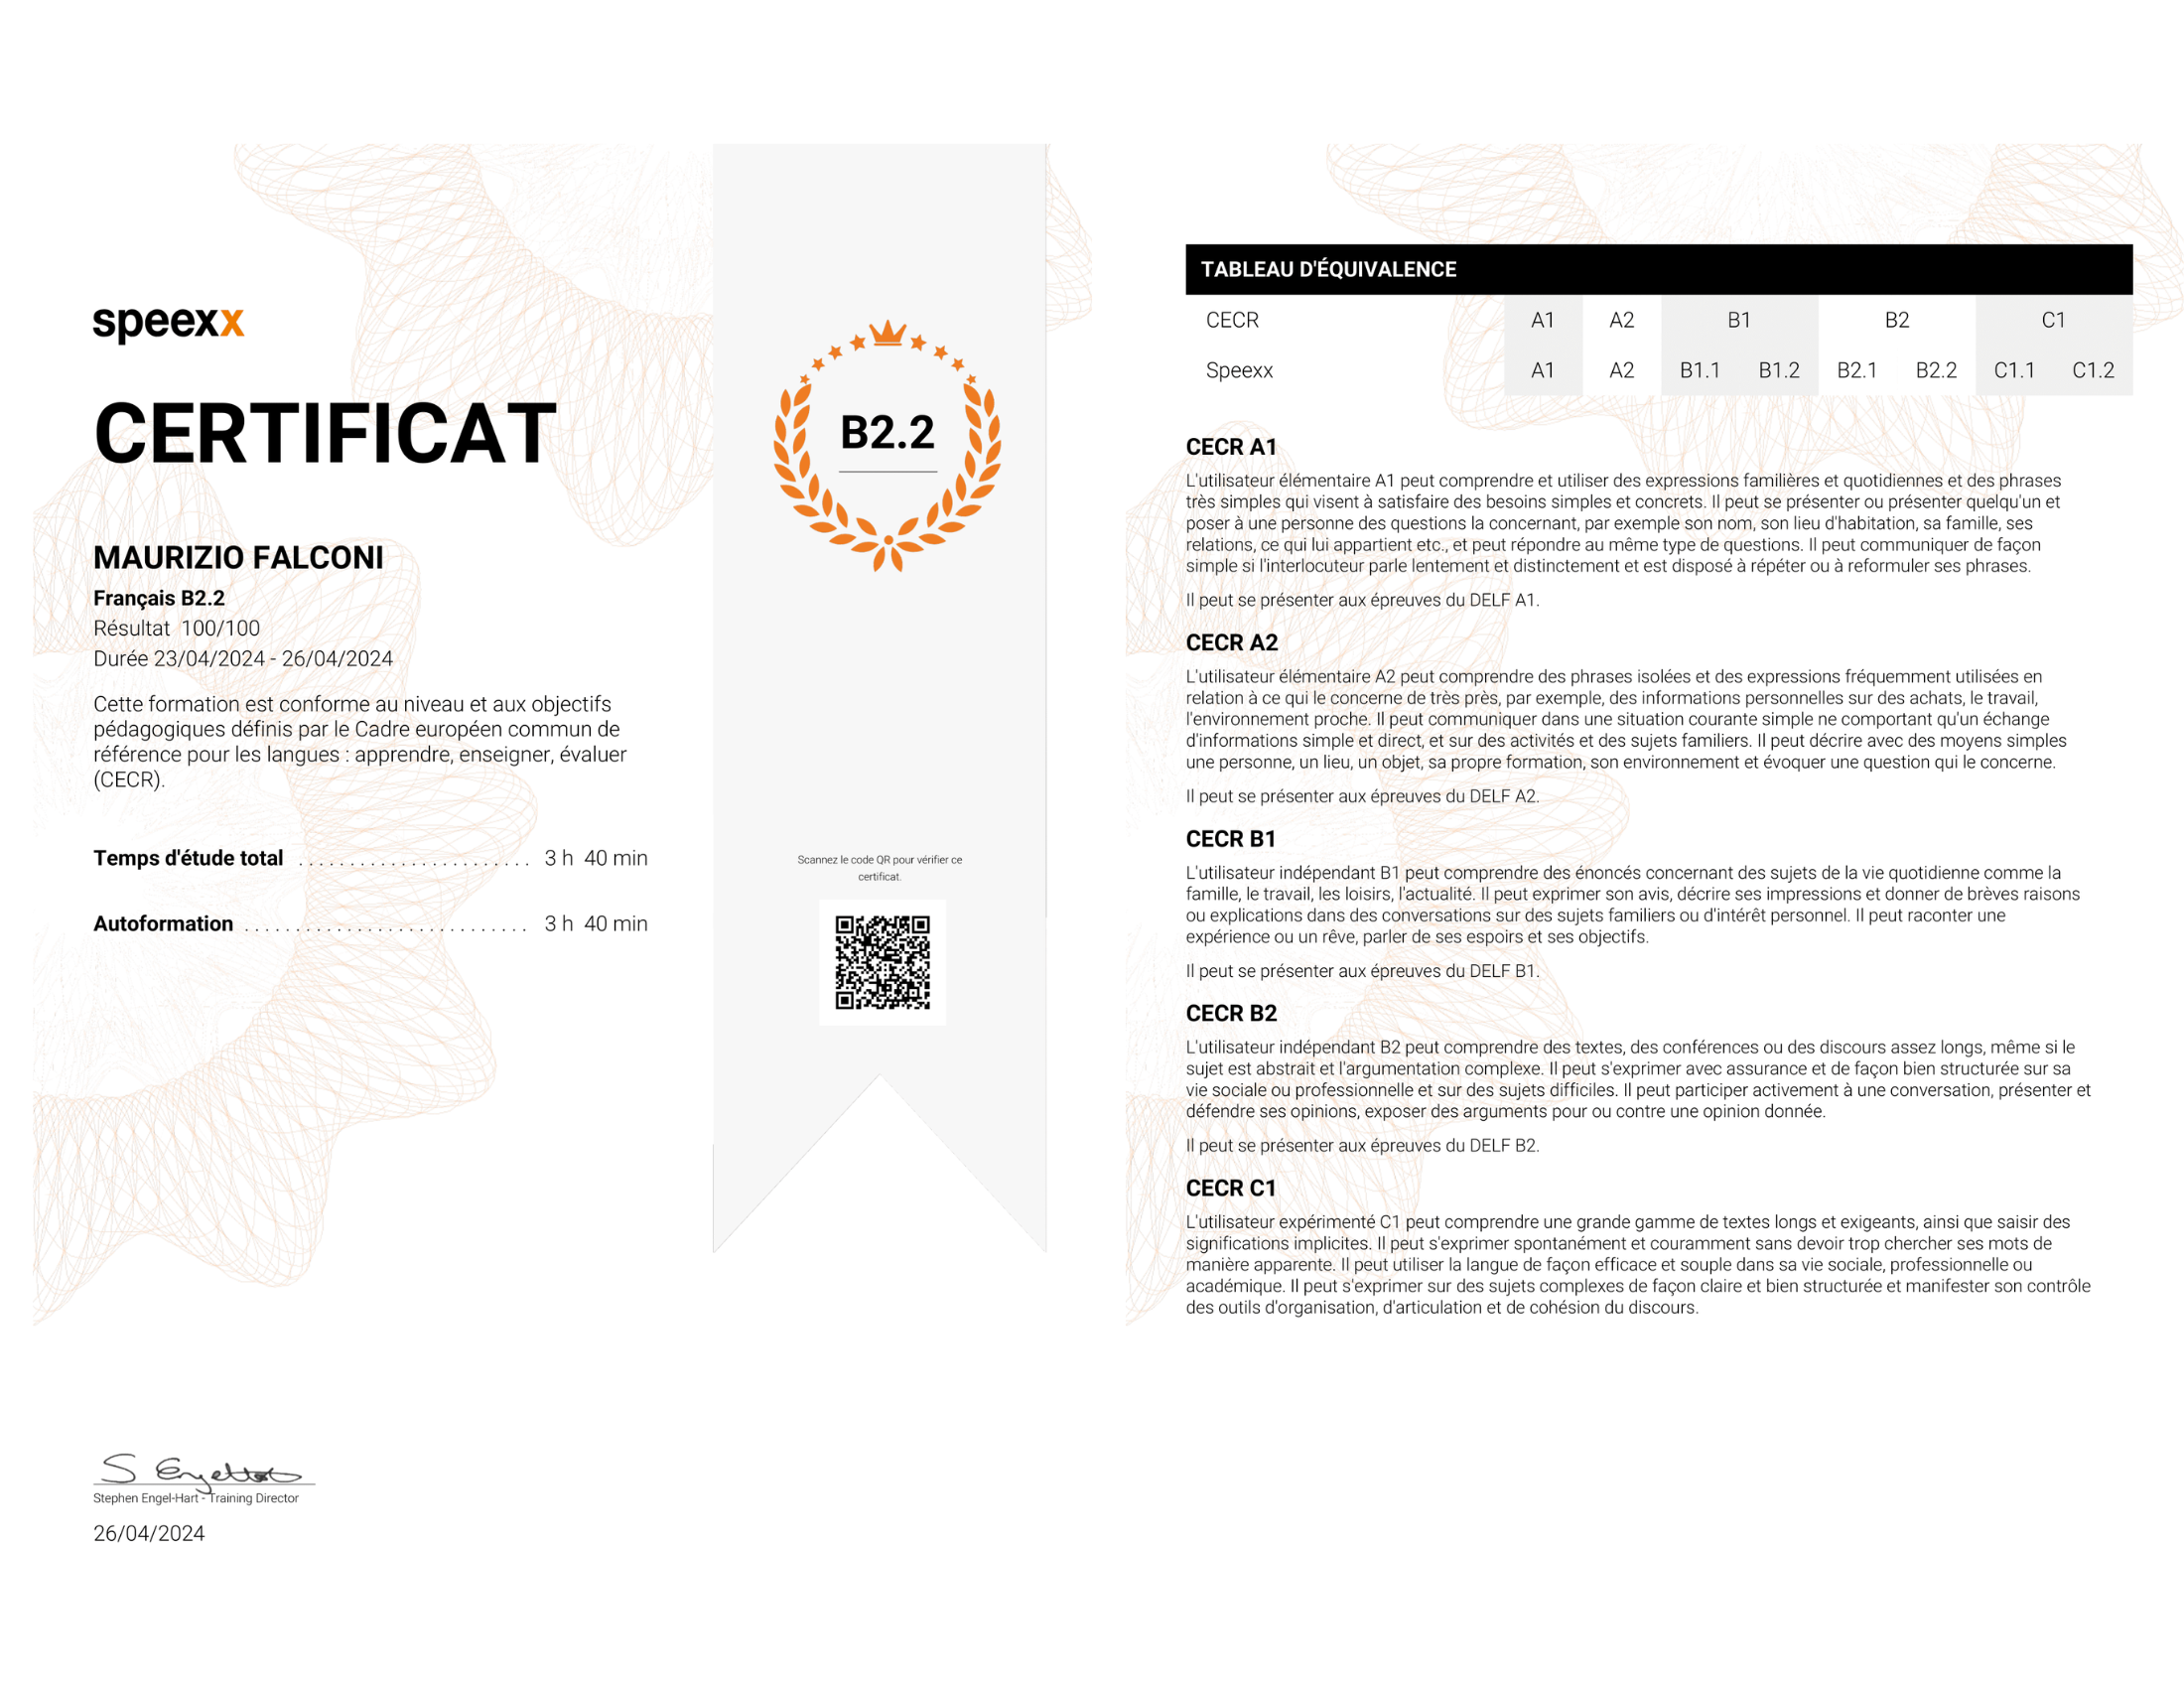 speexx
CERTIFICAT
MAURIZIO FALCONI
Français B2.2
Résultat 100/100
Durée 23/04/2024 - 26/04/2024
Cette formation est conforme au niveau et aux objectifs
pédagogiques définis par le Cadre européen commun de
référence pour les langues : apprendre, enseigner, évaluer
(CECR).
Temps d'étude total ....................... 3 h 40 min
Autoformation ............................ 3 h 40 min
S Engelhart
Stephen Engel-Hart - Training Director
26/04/2024
B2.2
Scannez le code QR pour vérifier ce
certificat.
TABLEAU D'ÉQUIVALENCE
CECR A1 A2 B1 B2 C1
Speexx A1 A2 B1.1 B1.2 B2.1 B2.2 C1.1 C1.2
CECR A1
L'utilisateur élémentaire A1 peut comprendre et utiliser des expressions familières et quotidiennes et des phrases
très simples qui visent à satisfaire des besoins simples et concrets. Il peut se présenter ou présenter quelqu'un et
poser à une personne des questions la concernant, par exemple son nom, son lieu d'habitation, sa famille, ses
relations, ce qui lui appartient etc., et peut répondre au même type de questions. Il peut communiquer de façon
simple si l'interlocuteur parle lentement et distinctement et est disposé à répéter ou à reformuler ses phrases.
Il peut se présenter aux épreuves du DELF A1.
CECR A2
L'utilisateur élémentaire A2 peut comprendre des phrases isolées et des expressions fréquemment utilisées en
relation à ce qui le concerne de très près, par exemple, des informations personnelles sur des achats, le travail,
l'environnement proche. Il peut communiquer dans une situation courante simple ne comportant qu'un échange
d'informations simple et direct, et sur des activités et des sujets familiers. Il peut décrire avec des moyens simples
une personne, un lieu, un objet, sa propre formation, son environnement et évoquer une question qui le concerne.
Il peut se présenter aux épreuves du DELF A2.
CECR B1
L'utilisateur indépendant B1 peut comprendre des énoncés concernant des sujets de la vie quotidienne comme la
famille, le travail, les loisirs, l'actualité. Il peut exprimer son avis, décrire ses impressions et donner de brèves raisons
ou explications dans des conversations sur des sujets familiers ou d'intérêt personnel. Il peut raconter une
expérience ou un rêve, parler de ses espoirs et ses objectifs.
Il peut se présenter aux épreuves du DELF B1.
CECR B2
L'utilisateur indépendant B2 peut comprendre des textes, des conférences ou des discours assez longs, même si le
sujet est abstrait et l'argumentation complexe. Il peut s'exprimer avec assurance et de façon bien structurée sur sa
vie sociale ou professionnelle et sur des sujets difficiles. Il peut participer activement à une conversation, présenter et
défendre ses opinions, exposer des arguments pour ou contre une opinion donnée.
Il peut se présenter aux épreuves du DELF B2.
CECR C1
L'utilisateur expérimenté C1 peut comprendre une grande gamme de textes longs et exigeants, ainsi que saisir des
significations implicites. Il peut s'exprimer spontanément et couramment sans devoir trop chercher ses mots de
manière apparente. Il peut utiliser la langue de façon efficace et souple dans sa vie sociale, professionnelle ou
académique. Il peut s'exprimer sur des sujets complexes de façon claire et bien structurée et manifester son contrôle
des outils d'organisation, d'articulation et de cohésion du discours.